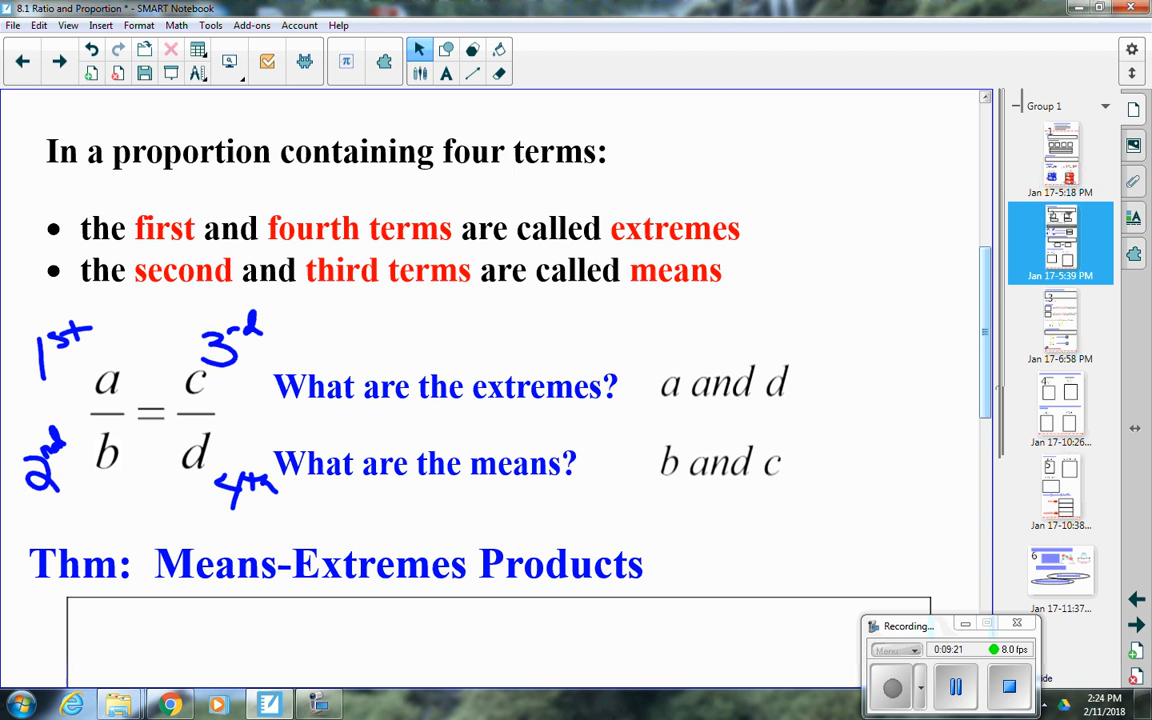 8.1 Ratio and Proportion * - SMART Notebook
File Edit View Insert Format Math Tools Add-ons Account Help
Group 1
In a proportion containing four terms:
• the first and fourth terms are called extremes
• the second and third terms are called means
1st 3rd
a/b = c/d
2nd 4th
What are the extremes? a and d
What are the means? b and c
Thm: Means-Extremes Products
Jan 17-5:18 PM
Jan 17-5:39 PM
Jan 17-6:58 PM
Jan 17-10:26...
Jan 17-10:38...
Jan 17-11:37...
Recording...
Menu
0:09:21
8.0 fps
2:24 PM
2/11/2018